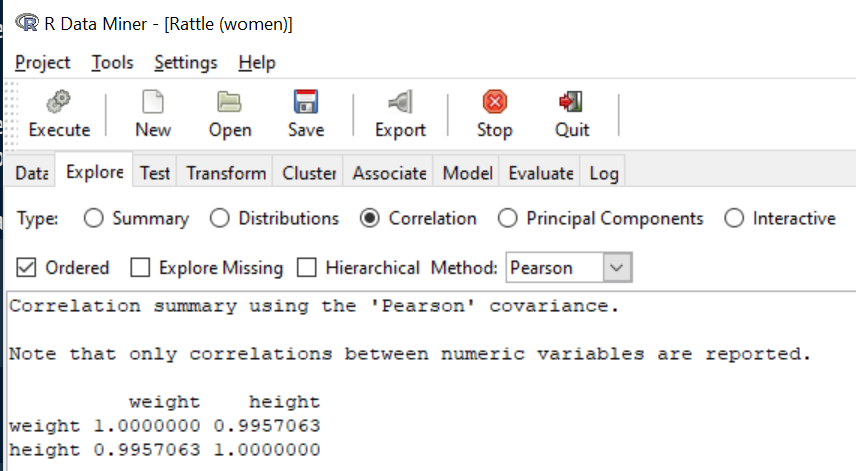 R Data Miner - [Rattle (women)]
Project Tools Settings Help
Execute New Open Save Export Stop Quit
Data Explore Test Transform Cluster Associate Model Evaluate Log
Type: Summary Distributions Correlation Principal Components Interactive
Ordered Explore Missing Hierarchical Method: Pearson
Correlation summary using the 'Pearson' covariance.
Note that only correlations between numeric variables are reported.
weight height
weight 1.0000000 0.9957063
height 0.9957063 1.0000000